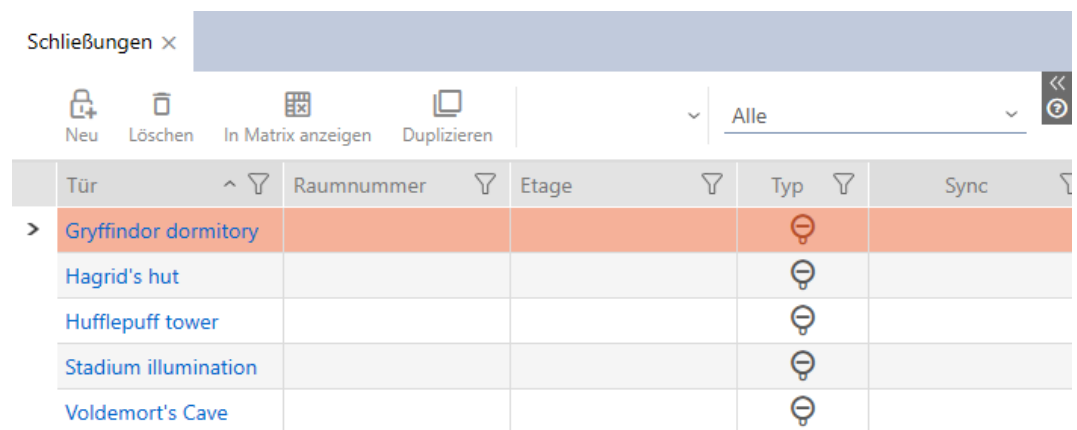 Schließungen
Neu Löschen In Matrix anzeigen Duplizieren Alle
Tür Raumnummer Etage Typ Sync
Gryffindor dormitory
Hagrid's hut
Hufflepuff tower
Stadium illumination
Voldemort's Cave